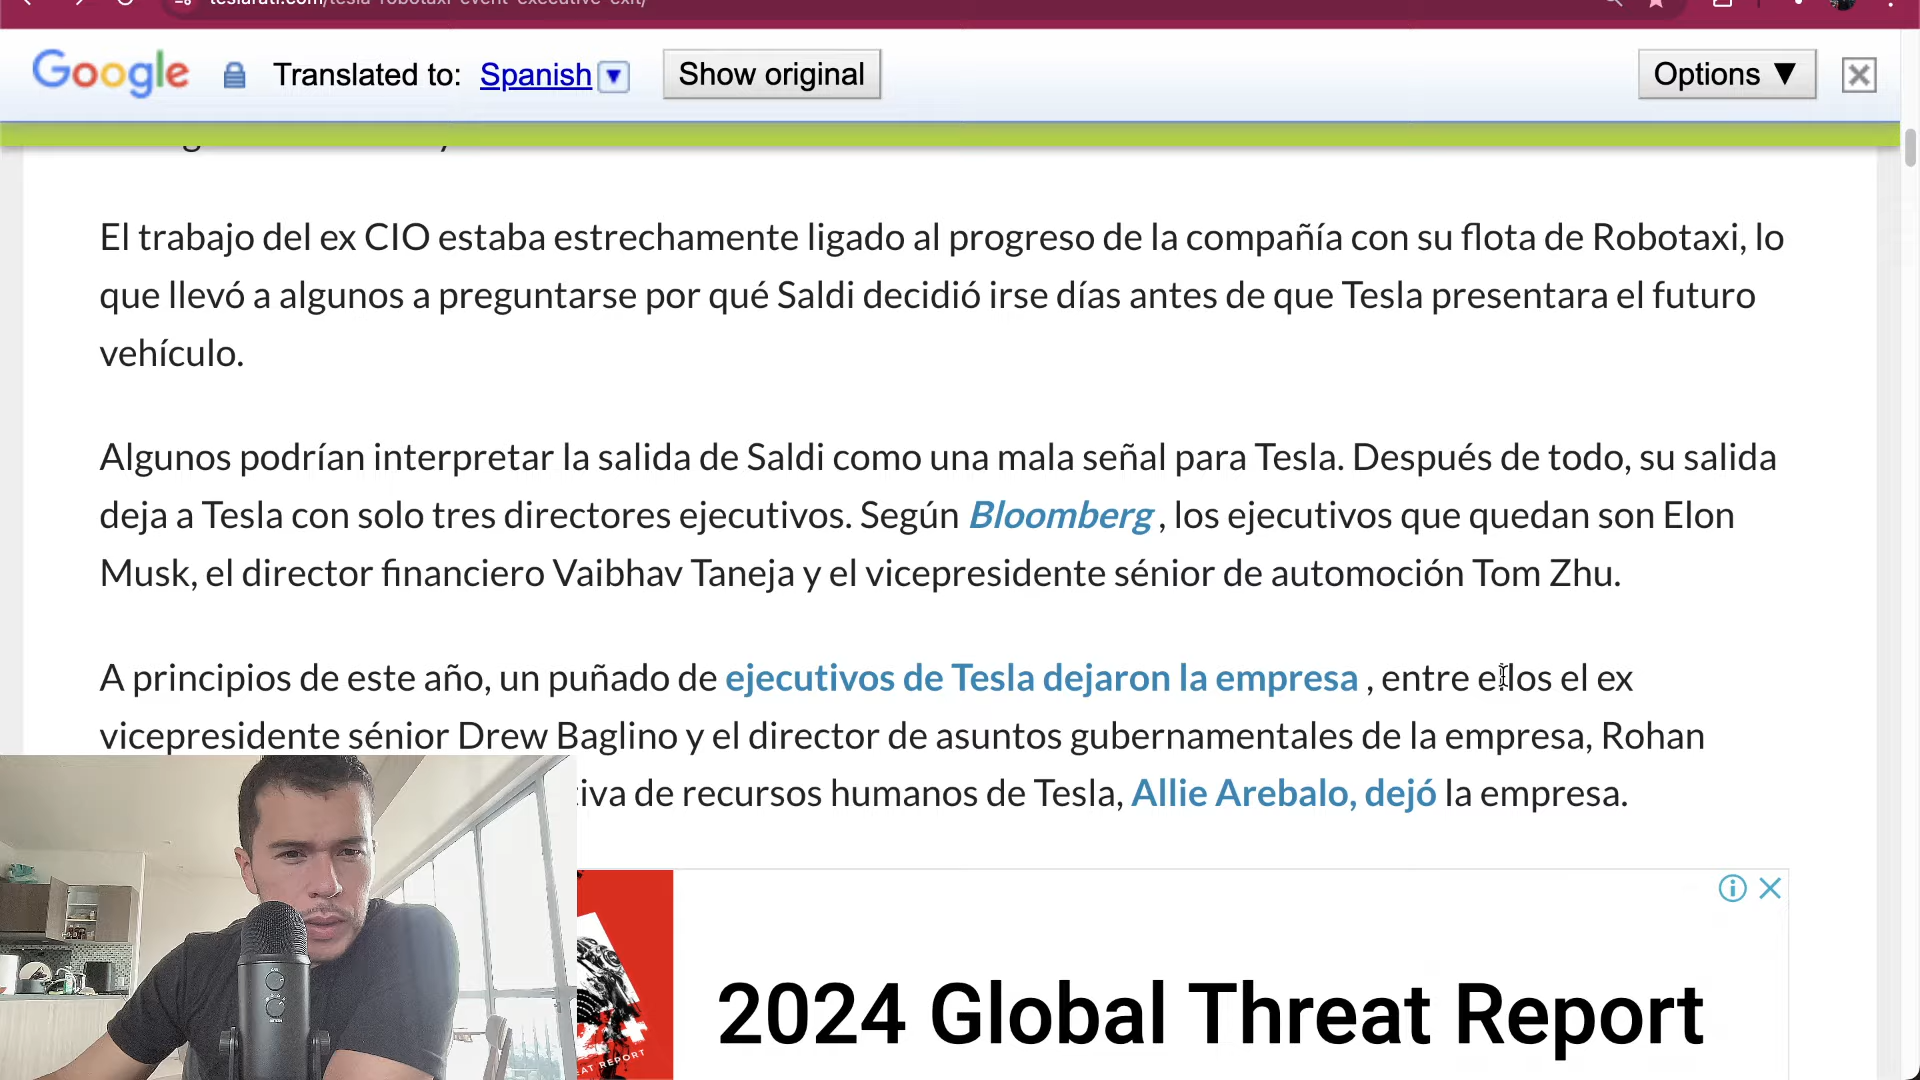 teslarati.com/tesla-robotaxi-event-executive-exit/
Google Translated to: Spanish Show original Options ▼
El trabajo del ex CIO estaba estrechamente ligado al progreso de la compañía con su flota de Robotaxi, lo
que llevó a algunos a preguntarse por qué Saldi decidió irse días antes de que Tesla presentara el futuro
vehículo.
Algunos podrían interpretar la salida de Saldi como una mala señal para Tesla. Después de todo, su salida
deja a Tesla con solo tres directores ejecutivos. Según Bloomberg , los ejecutivos que quedan son Elon
Musk, el director financiero Vaibhav Taneja y el vicepresidente sénior de automoción Tom Zhu.
A principios de este año, un puñado de ejecutivos de Tesla dejaron la empresa , entre ellos el ex
vicepresidente sénior Drew Baglino y el director de asuntos gubernamentales de la empresa, Rohan
tiva de recursos humanos de Tesla, Allie Arebalo, dejó la empresa.
2024 Global Threat Report
EAT REPORT